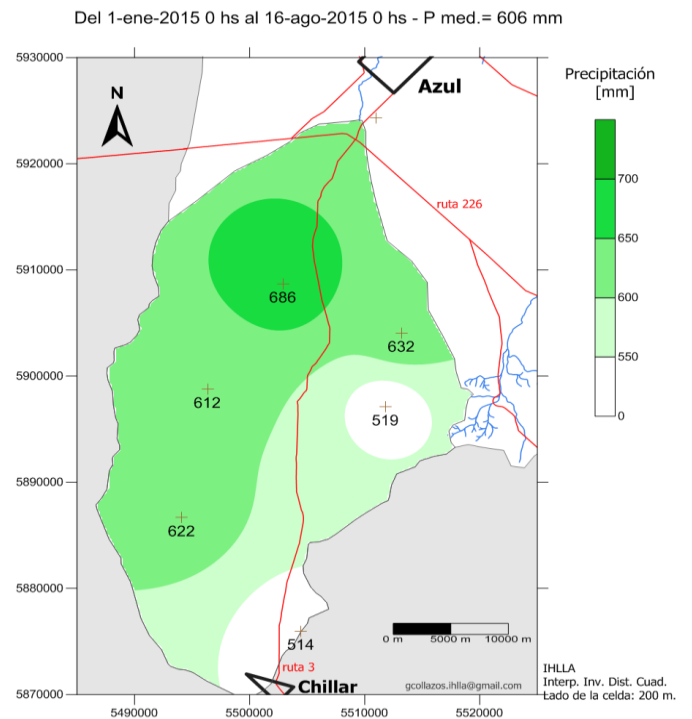 Del 1-ene-2015 0 hs al 16-ago-2015 0 hs - P med.= 606 mm
5930000
5920000
5910000
5900000
5890000
5880000
5870000
5490000
5500000
5510000
5520000
N
Azul
ruta 226
686
632
612
519
622
514
ruta 3
Chillar
0 m 5000 m 10000 m
gcollazos.ihlla@gmail.com
Precipitación
[mm]
700
650
600
550
0
IHLLA
Interp. Inv. Dist. Cuad.
Lado de la celda: 200 m.